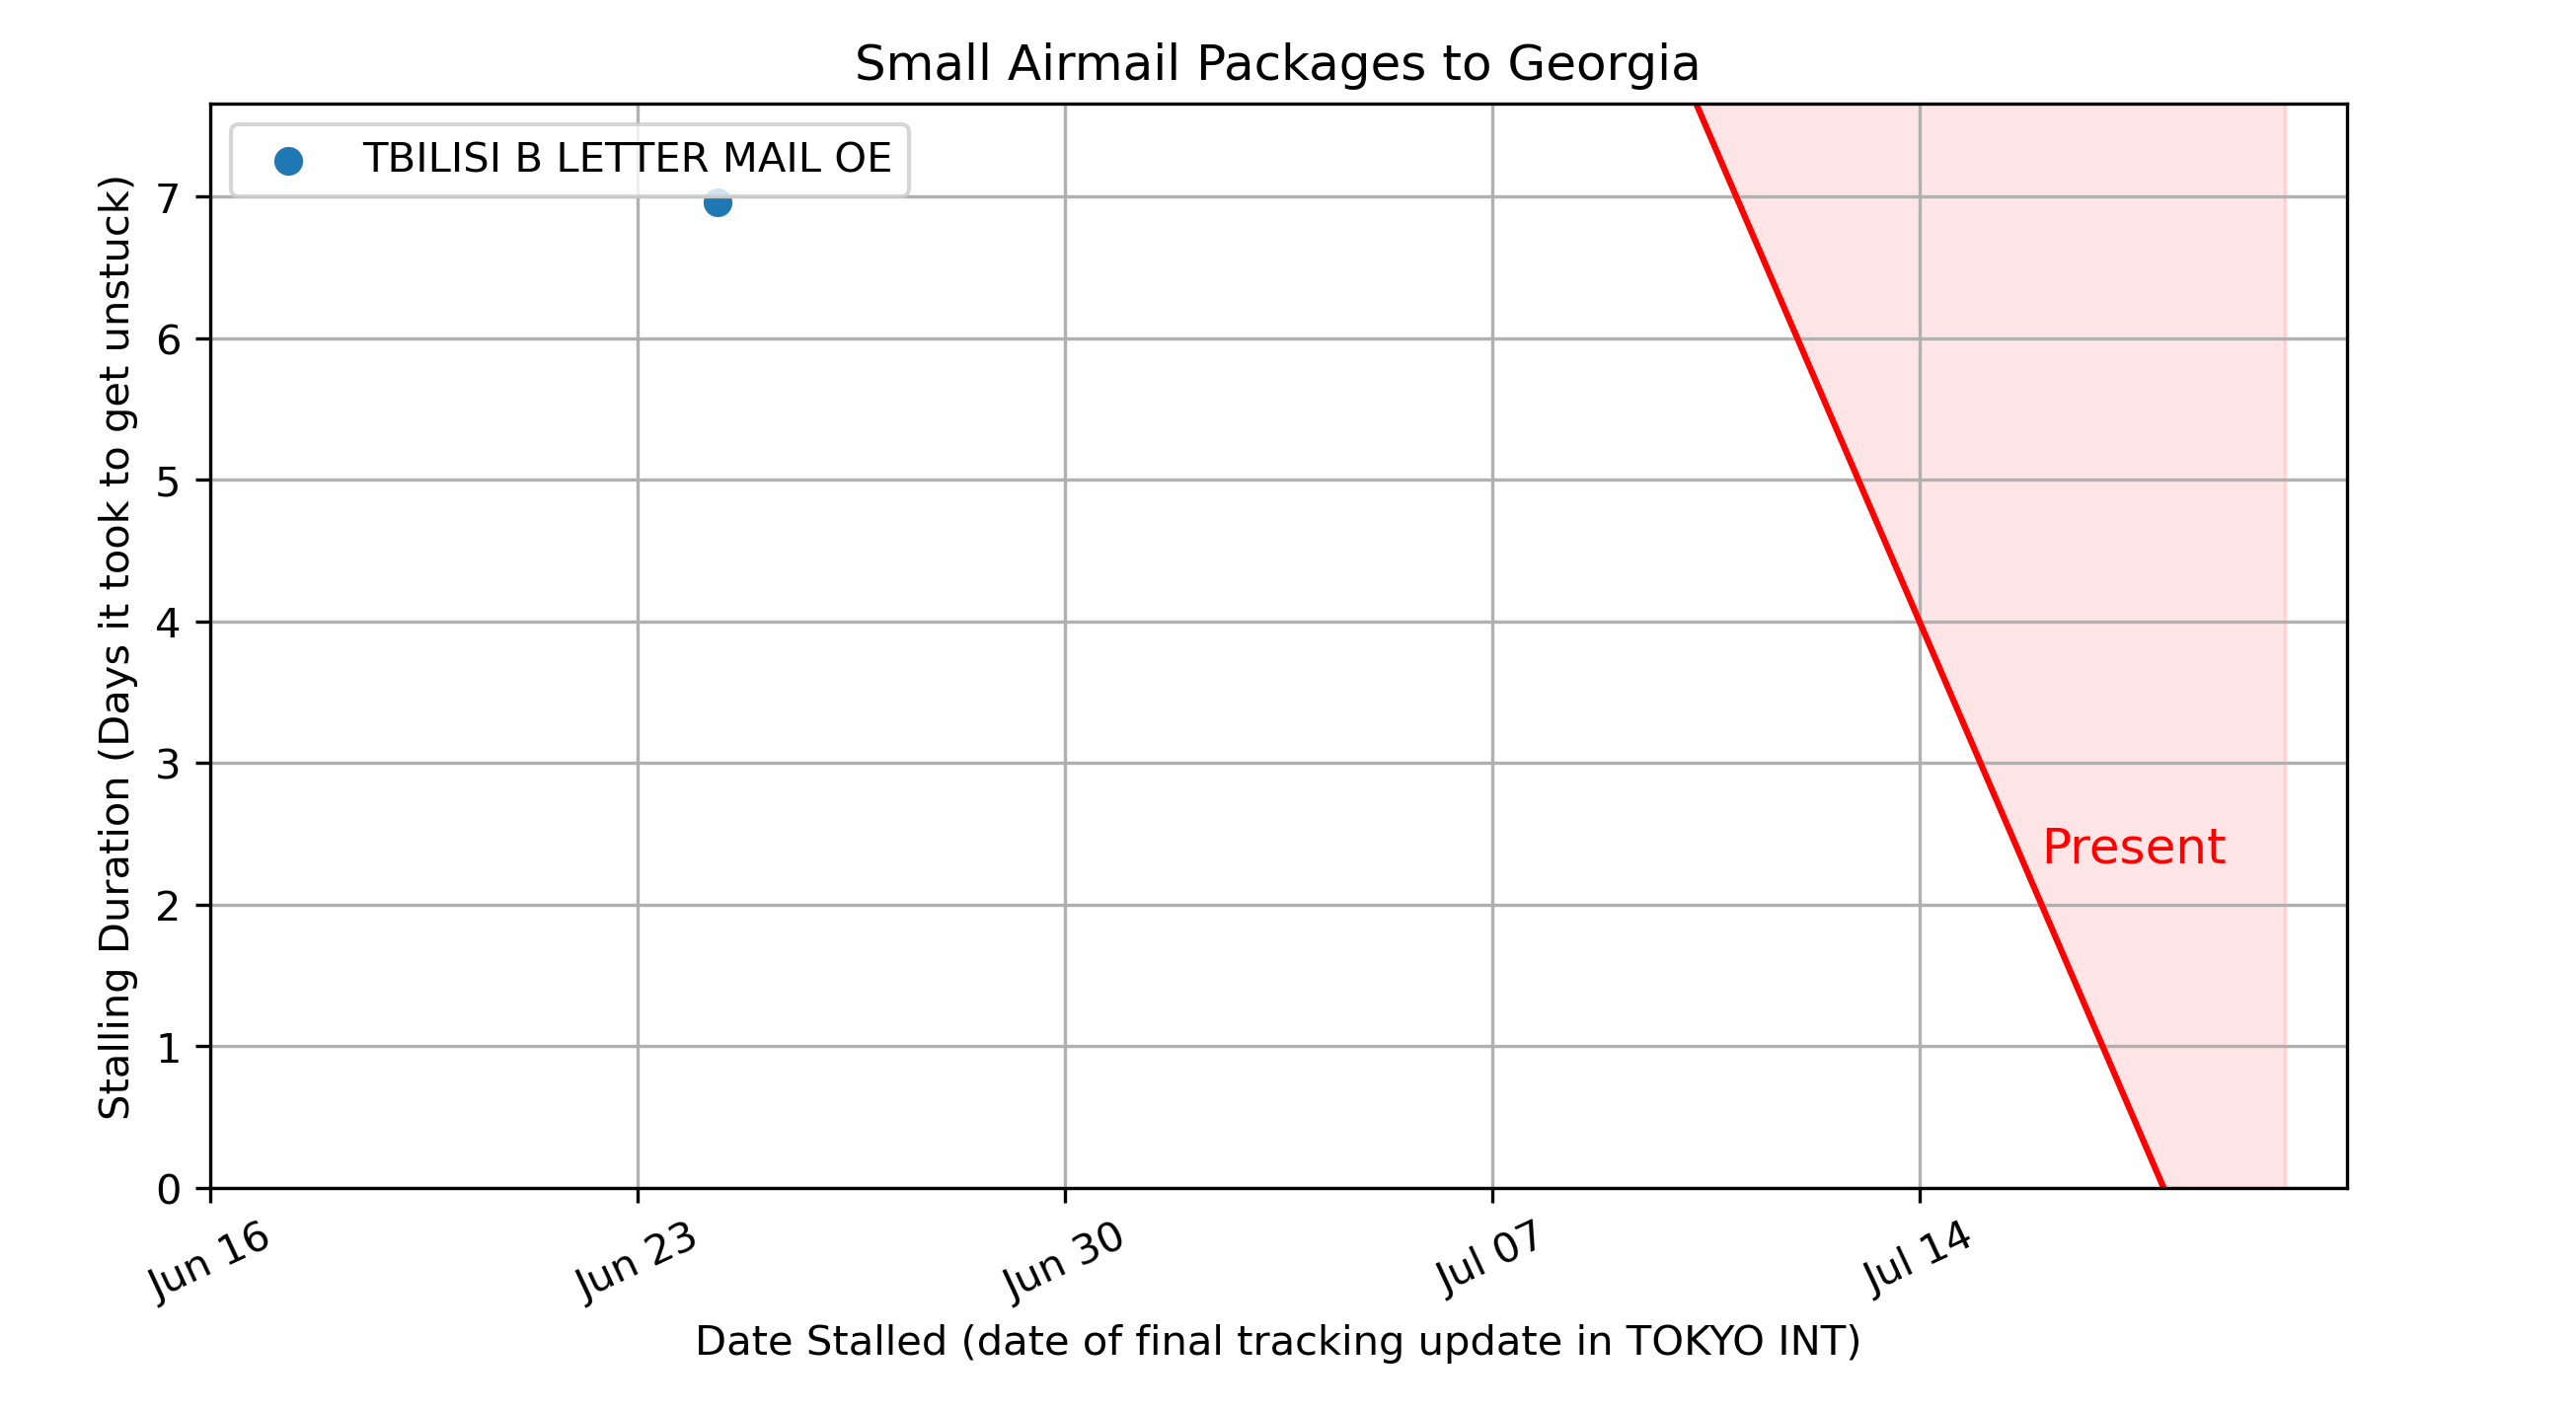 Small Airmail Packages to Georgia
TBILISI B LETTER MAIL OE
Stalling Duration (Days it took to get unstuck)
7
6
5
4
3
2
1
0
Present
Jun 16
Jun 23
Jun 30
Jul 07
Jul 14
Date Stalled (date of final tracking update in TOKYO INT)